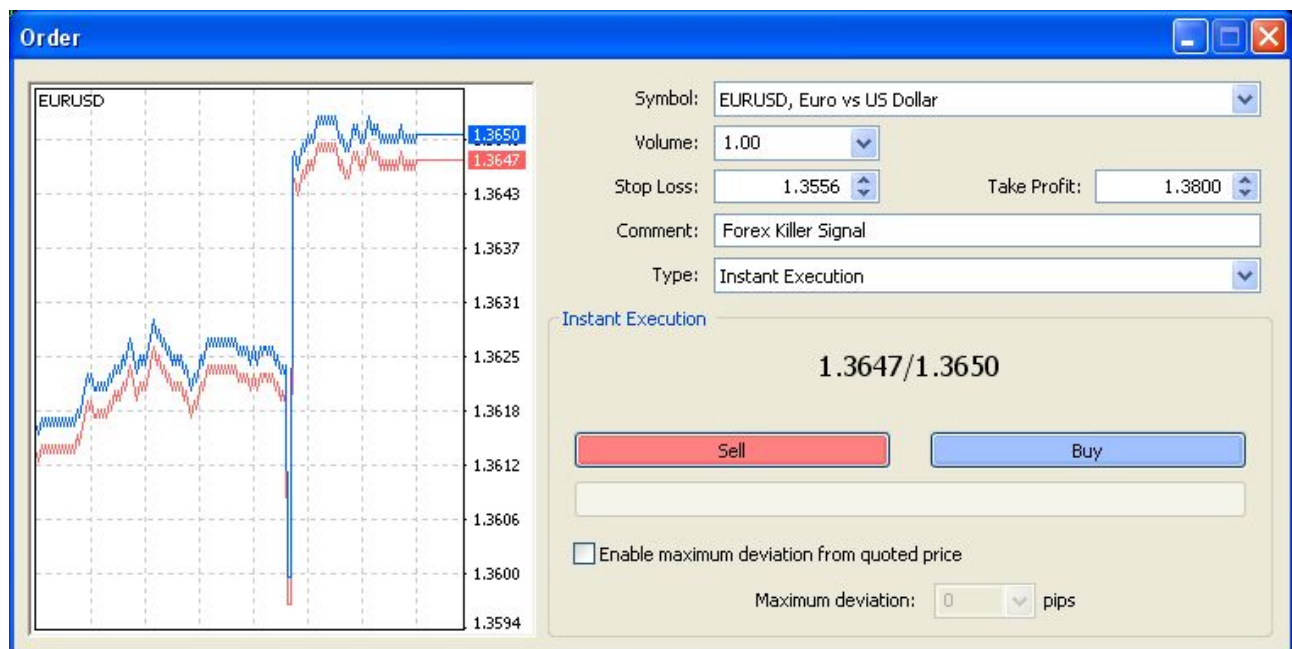 Order
EURUSD
1.3650
1.3647
1.3643
1.3637
1.3631
1.3625
1.3618
1.3612
1.3606
1.3600
1.3594
Symbol: EURUSD, Euro vs US Dollar
Volume: 1.00
Stop Loss: 1.3556 Take Profit: 1.3800
Comment: Forex Killer Signal
Type: Instant Execution
Instant Execution
1.3647/1.3650
Sell Buy
Enable maximum deviation from quoted price
Maximum deviation: 0 pips